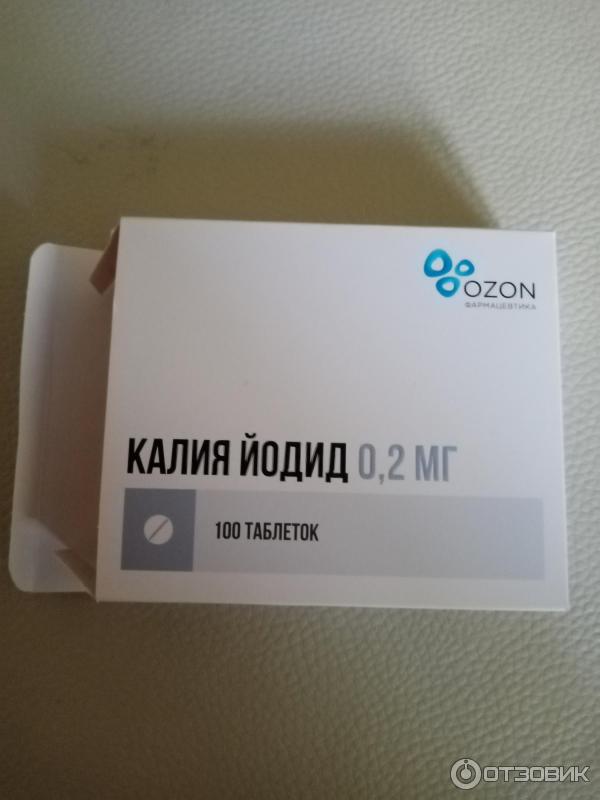 OZON
ФАРМАЦЕВТИКА
КАЛИЯ ЙОДИД 0,2 МГ
100 ТАБЛЕТОК
ОТЗОВИК